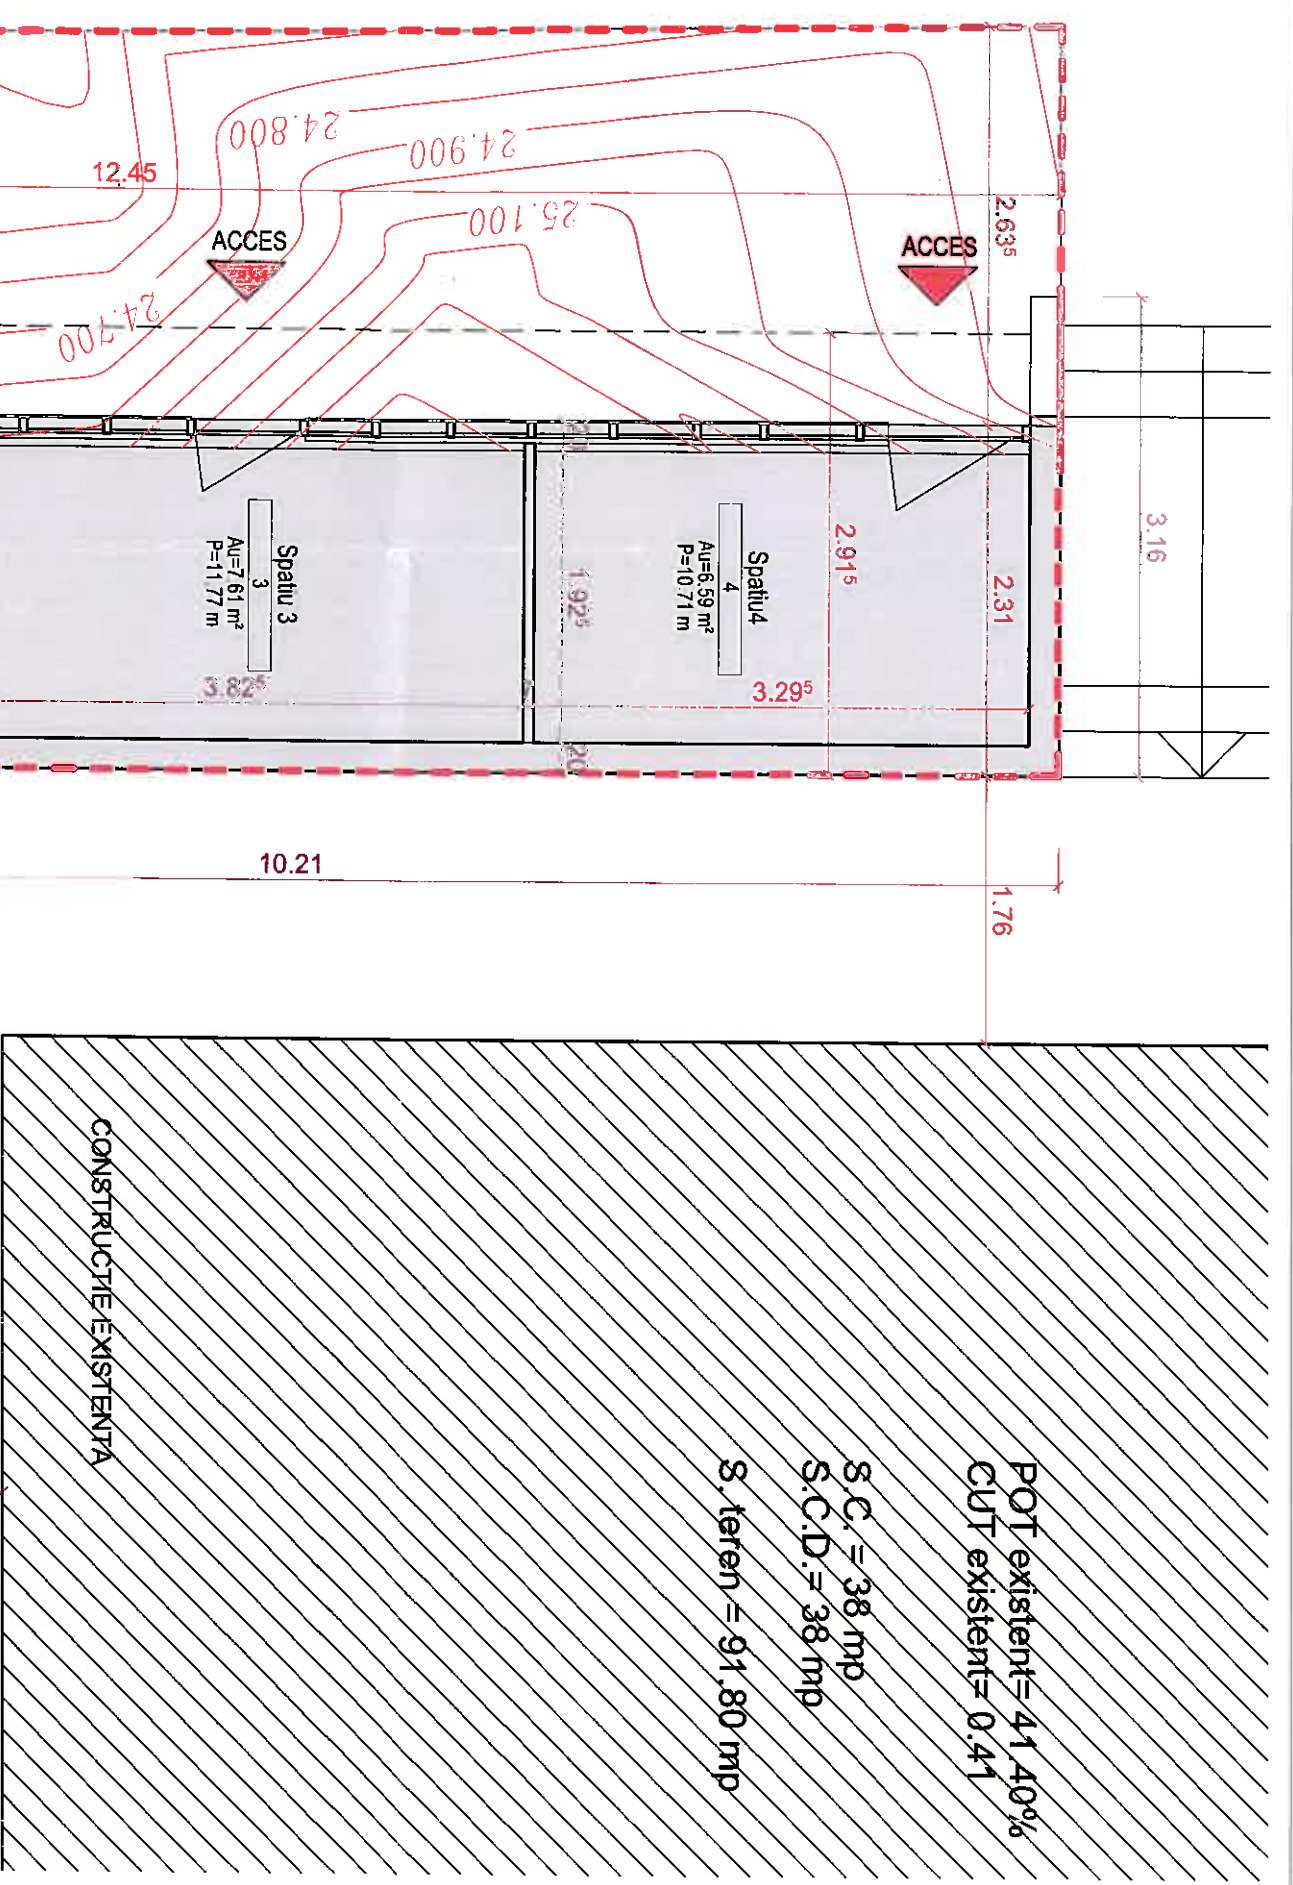 24.800
24.900
12.45
25.100
2.63⁵
ACCES
ACCES
24.700
20
3.16
2.91⁵
Spatiu 3
3
Au=7.61 m²
P=11.77 m
Spatiu4
4
Au=6.59 m²
P=10.71 m
1.92⁵
2.31
3.82⁵
3.29⁵
20
10.21
1.76
CONSTRUCTIE EXISTENTA
POT existent= 41.40%
CUT existent= 0.41
S.C. = 38 mp
S.C.D.= 38 mp
S. teren = 91.80 mp